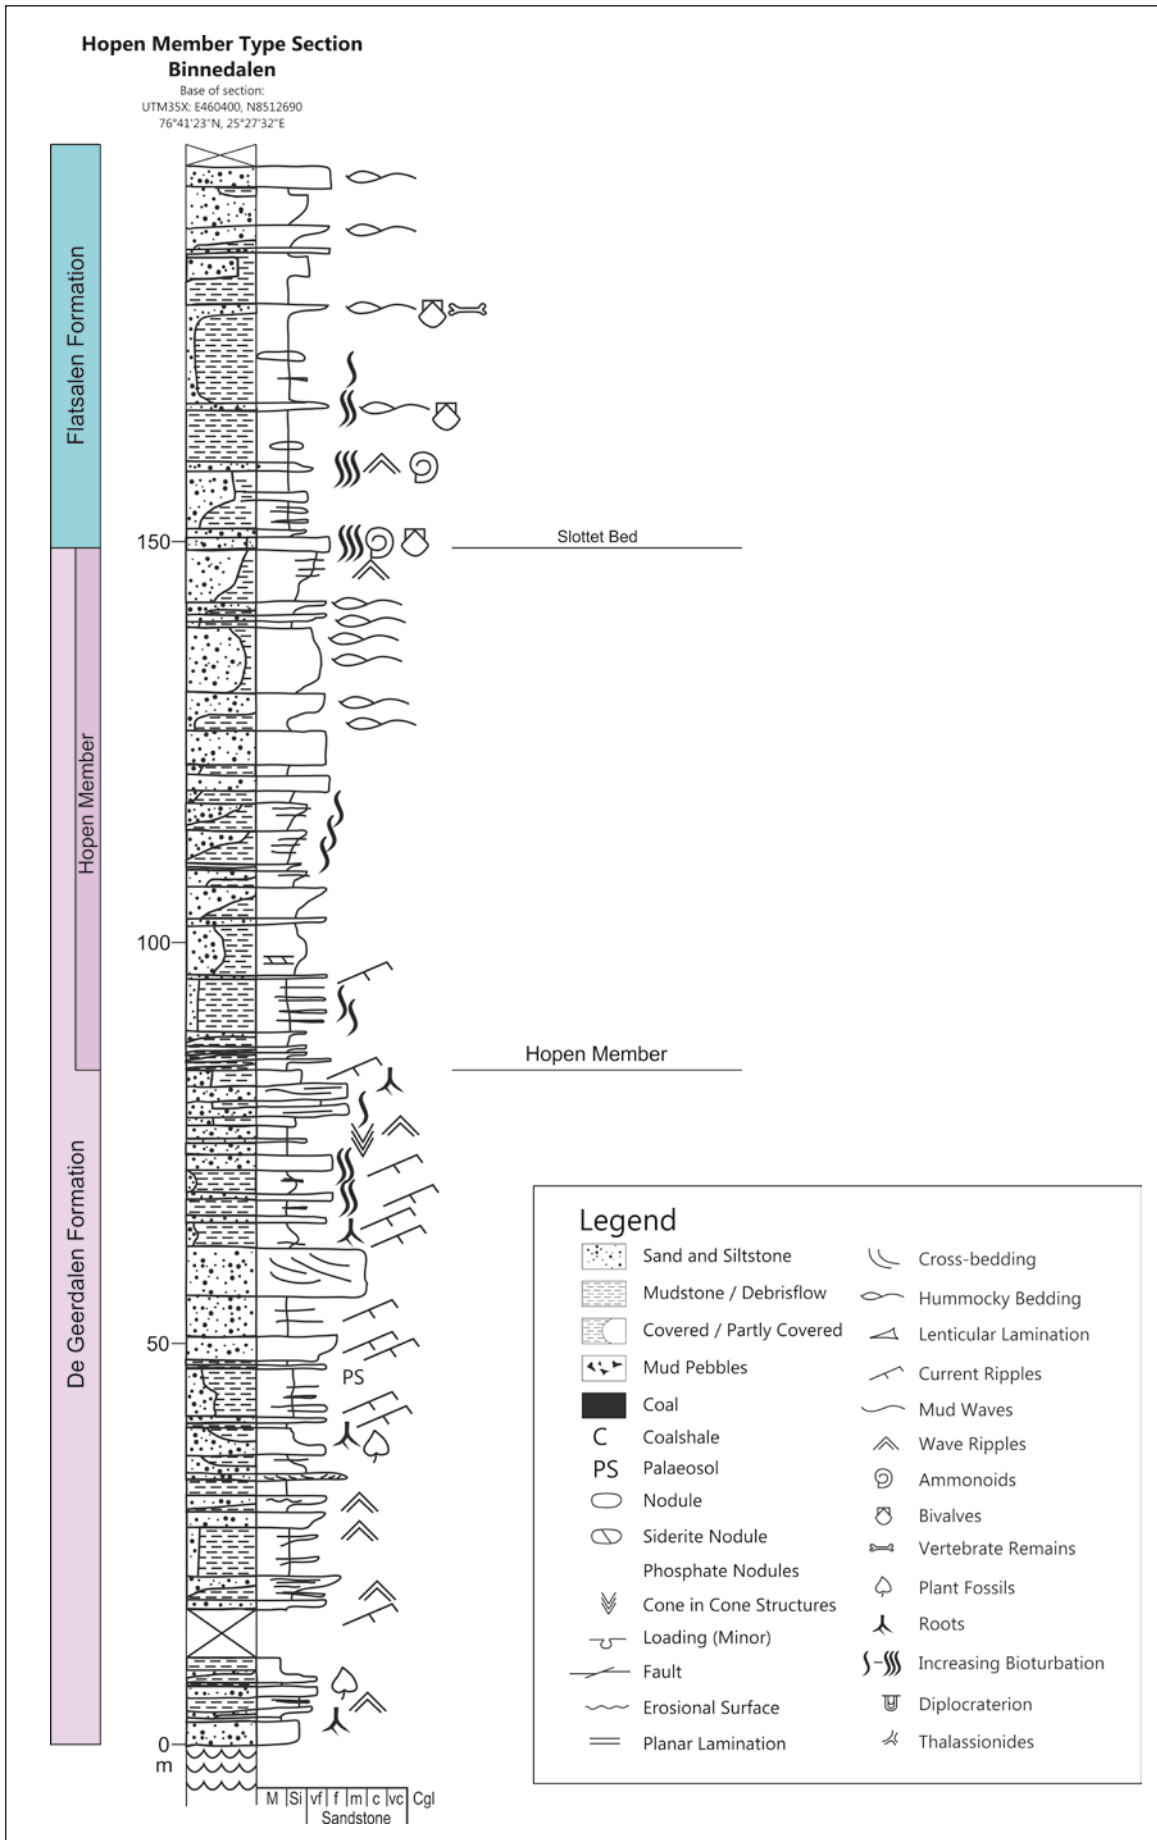 Hopen Member Type Section
Binnedalen
Base of section:
UTM35X: E460400, N8512690
76°41'23"N, 25°27'32"E
Flatsalen Formation
Hopen Member
De Geerdalen Formation
150
Slottet Bed
100
Hopen Member
50
PS
0
m
M Si vf f m c vc Cgl
Sandstone
Legend
Sand and Siltstone
Mudstone / Debrisflow
Covered / Partly Covered
Mud Pebbles
Coal
C Coalshale
PS Palaeosol
Nodule
Siderite Nodule
Phosphate Nodules
Cone in Cone Structures
Loading (Minor)
Fault
Erosional Surface
Planar Lamination
Cross-bedding
Hummocky Bedding
Lenticular Lamination
Current Ripples
Mud Waves
Wave Ripples
Ammonoids
Bivalves
Vertebrate Remains
Plant Fossils
Roots
Increasing Bioturbation
Diplocraterion
Thalassionides